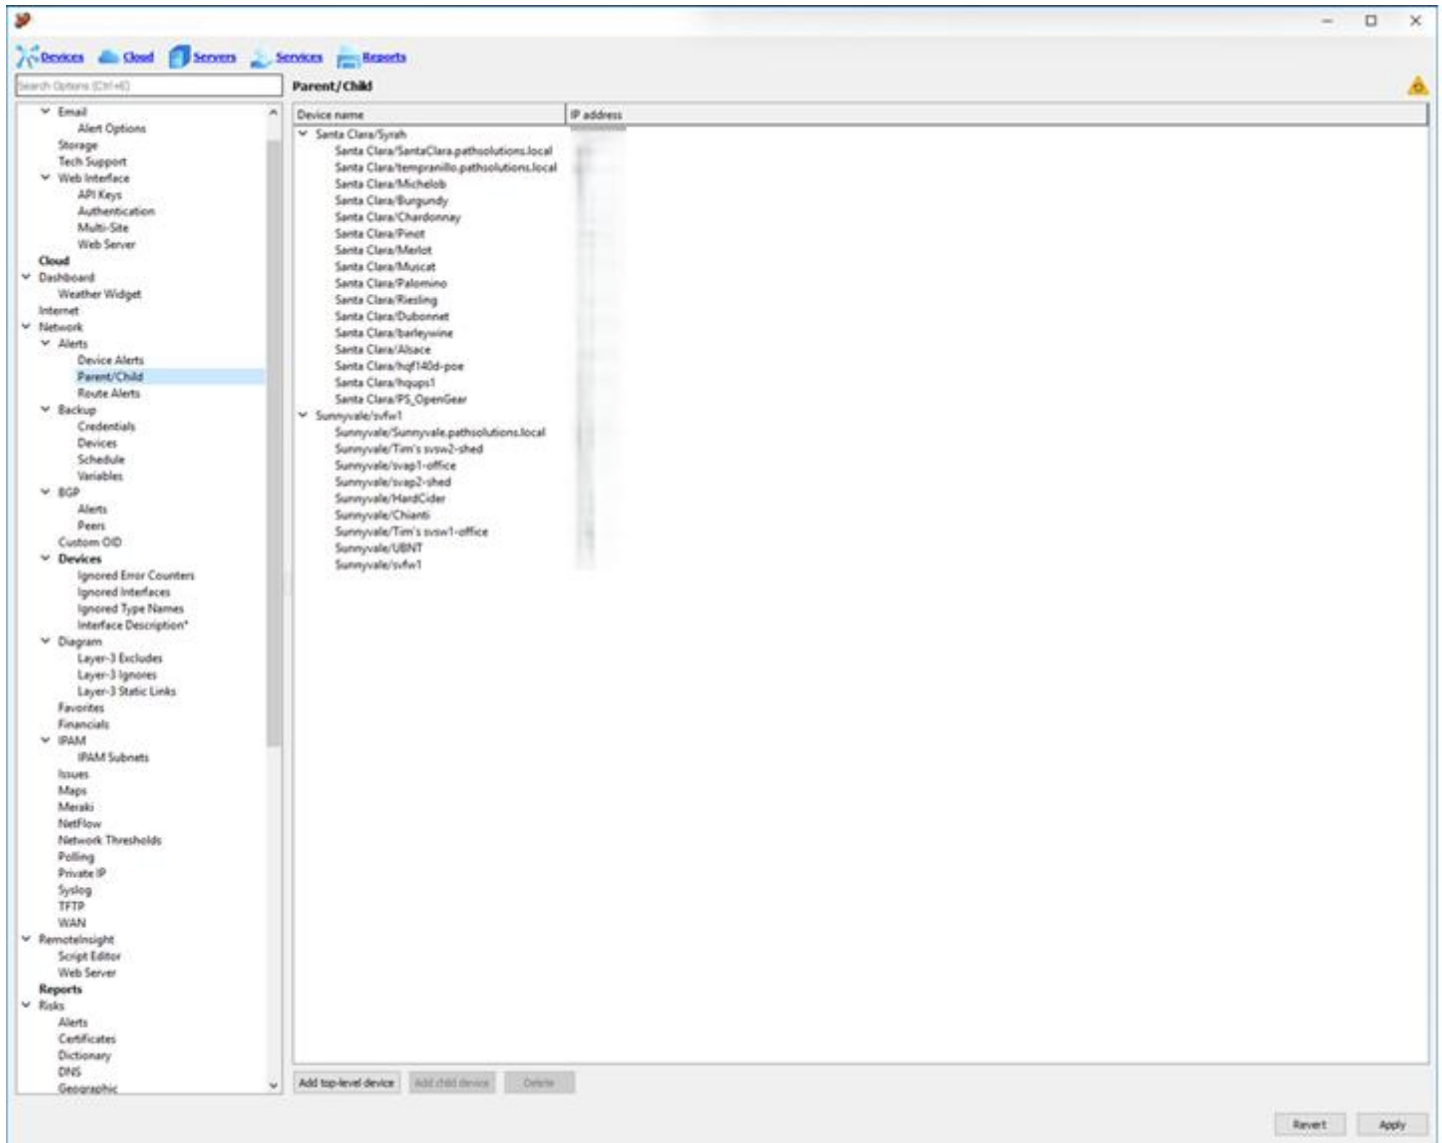 Devices Cloud Servers Services Reports
Search Options (Ctrl+E)
Parent/Child
Email
Alert Options
Storage
Tech Support
Web Interface
API Keys
Authentication
Multi-Site
Web Server
Cloud
Dashboard
Weather Widget
Internet
Network
Alerts
Device Alerts
Parent/Child
Route Alerts
Backup
Credentials
Devices
Schedule
Variables
BGP
Alerts
Peers
Custom OID
Devices
Ignored Error Counters
Ignored Interfaces
Ignored Type Names
Interface Description*
Diagram
Layer-3 Excludes
Layer-3 Ignores
Layer-3 Static Links
Favorites
Financials
IPAM
IPAM Subnets
Issues
Maps
Meraki
NetFlow
Network Thresholds
Polling
Private IP
Syslog
TFTP
WAN
RemoteInsight
Script Editor
Web Server
Reports
Risks
Alerts
Certificates
Dictionary
DNS
Geographic
Device name IP address
Santa Clara/Syrah
Santa Clara/SantaClara.pathsolutions.local
Santa Clara/tempranillo.pathsolutions.local
Santa Clara/Michelob
Santa Clara/Burgundy
Santa Clara/Chardonnay
Santa Clara/Pinot
Santa Clara/Merlot
Santa Clara/Muscat
Santa Clara/Palomino
Santa Clara/Riesling
Santa Clara/Dubonnet
Santa Clara/barleywine
Santa Clara/Alsace
Santa Clara/hqf140d-poe
Santa Clara/hqups1
Santa Clara/PS_OpenGear
Sunnyvale/svfw1
Sunnyvale/Sunnyvale.pathsolutions.local
Sunnyvale/Tim's svsw2-shed
Sunnyvale/svap1-office
Sunnyvale/svap2-shed
Sunnyvale/HardCider
Sunnyvale/Chianti
Sunnyvale/Tim's svsw1-office
Sunnyvale/UBNT
Sunnyvale/svfw1
Add top-level device Add child device Delete
Revert Apply